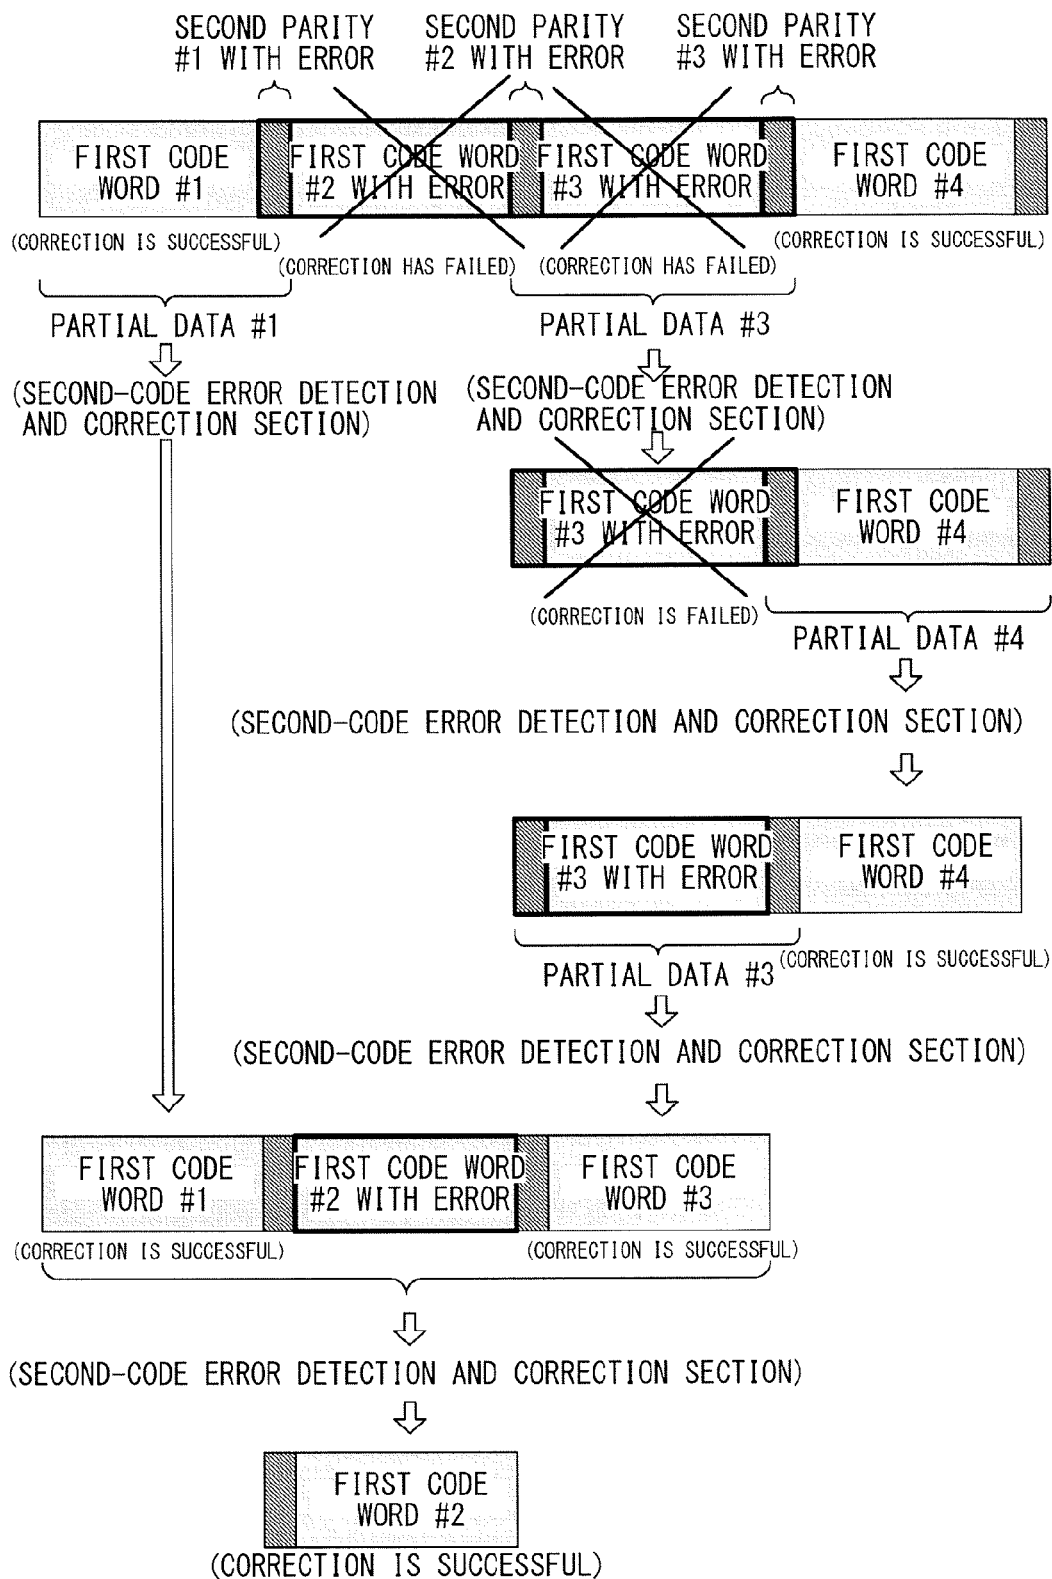 SECOND PARITY
#1 WITH ERROR
SECOND PARITY
#2 WITH ERROR
SECOND PARITY
#3 WITH ERROR
FIRST CODE
WORD #1
FIRST CODE WORD
#2 WITH ERROR
FIRST CODE WORD
#3 WITH ERROR
FIRST CODE
WORD #4
(CORRECTION IS SUCCESSFUL)
(CORRECTION HAS FAILED)
(CORRECTION HAS FAILED)
(CORRECTION IS SUCCESSFUL)
PARTIAL DATA #1
PARTIAL DATA #3
(SECOND-CODE ERROR DETECTION
AND CORRECTION SECTION)
(SECOND-CODE ERROR DETECTION
AND CORRECTION SECTION)
FIRST CODE WORD
#3 WITH ERROR
FIRST CODE
WORD #4
(CORRECTION IS FAILED)
PARTIAL DATA #4
(SECOND-CODE ERROR DETECTION AND CORRECTION SECTION)
FIRST CODE WORD
#3 WITH ERROR
FIRST CODE
WORD #4
PARTIAL DATA #3
(CORRECTION IS SUCCESSFUL)
(SECOND-CODE ERROR DETECTION AND CORRECTION SECTION)
FIRST CODE
WORD #1
FIRST CODE WORD
#2 WITH ERROR
FIRST CODE
WORD #3
(CORRECTION IS SUCCESSFUL)
(CORRECTION IS SUCCESSFUL)
(SECOND-CODE ERROR DETECTION AND CORRECTION SECTION)
FIRST CODE
WORD #2
(CORRECTION IS SUCCESSFUL)